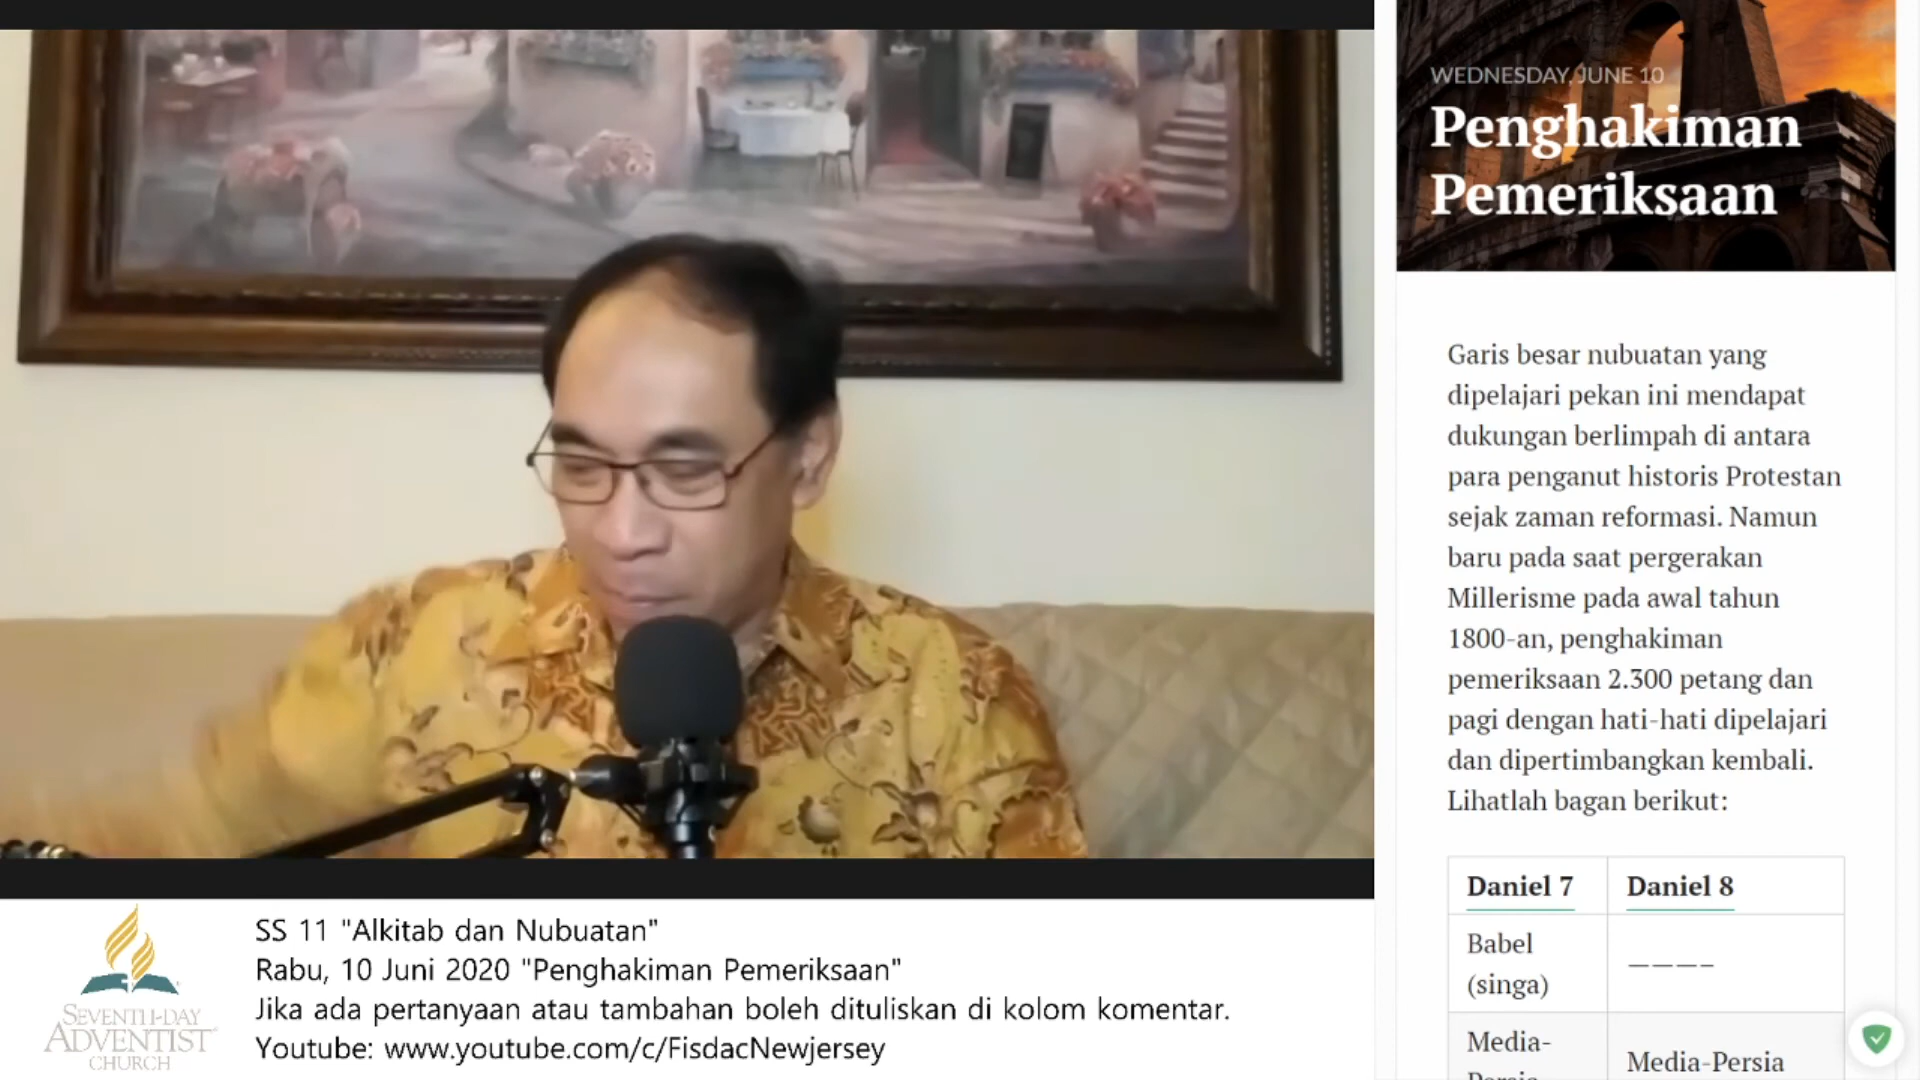 WEDNESDAY, JUNE 10
Penghakiman
Pemeriksaan
Garis besar nubuatan yang
dipelajari pekan ini mendapat
dukungan berlimpah di antara
para penganut historis Protestan
sejak zaman reformasi. Namun
baru pada saat pergerakan
Millerisme pada awal tahun
1800-an, penghakiman
pemeriksaan 2.300 petang dan
pagi dengan hati-hati dipelajari
dan dipertimbangkan kembali.
Lihatlah bagan berikut:
Daniel 7 Daniel 8
Babel
(singa)
————
Media-
Media-Persia
SEVENTH-DAY
ADVENTIST
CHURCH
SS 11 "Alkitab dan Nubuatan"
Rabu, 10 Juni 2020 "Penghakiman Pemeriksaan"
Jika ada pertanyaan atau tambahan boleh dituliskan di kolom komentar.
Youtube: www.youtube.com/c/FisdacNewjersey